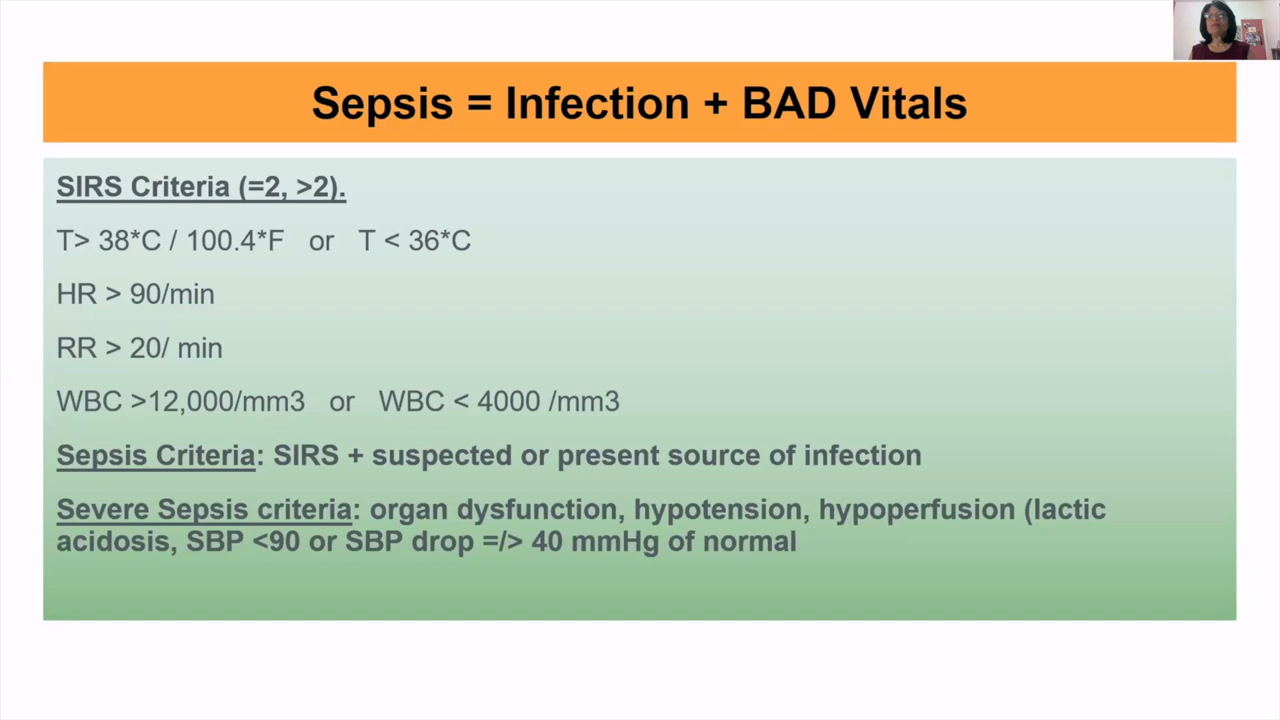 Sepsis = Infection + BAD Vitals
SIRS Criteria (=2, >2).
T> 38*C / 100.4*F or T < 36*C
HR > 90/min
RR > 20/ min
WBC >12,000/mm3 or WBC < 4000 /mm3
Sepsis Criteria: SIRS + suspected or present source of infection
Severe Sepsis criteria: organ dysfunction, hypotension, hypoperfusion (lactic
acidosis, SBP <90 or SBP drop =/> 40 mmHg of normal